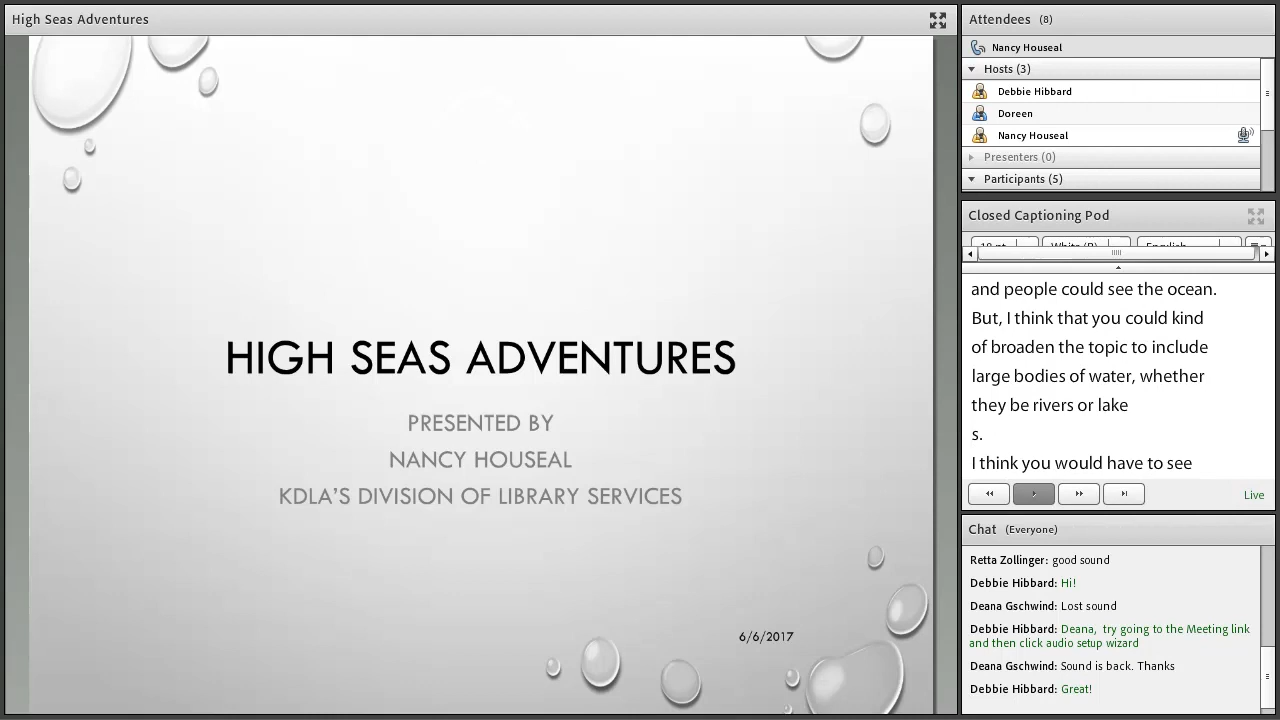 High Seas Adventures
HIGH SEAS ADVENTURES
PRESENTED BY
NANCY HOUSEAL
KDLA'S DIVISION OF LIBRARY SERVICES
6/6/2017
Attendees (8)
Nancy Houseal
Hosts (3)
Debbie Hibbard
Doreen
Nancy Houseal
Presenters (0)
Participants (5)
Closed Captioning Pod
English
and people could see the ocean.
But, I think that you could kind
of broaden the topic to include
large bodies of water, whether
they be rivers or lake
s.
I think you would have to see
Live
Chat (Everyone)
Retta Zollinger: good sound
Debbie Hibbard: Hi!
Deana Gschwind: Lost sound
Debbie Hibbard: Deana, try going to the Meeting link
and then click audio setup wizard
Deana Gschwind: Sound is back. Thanks
Debbie Hibbard: Great!